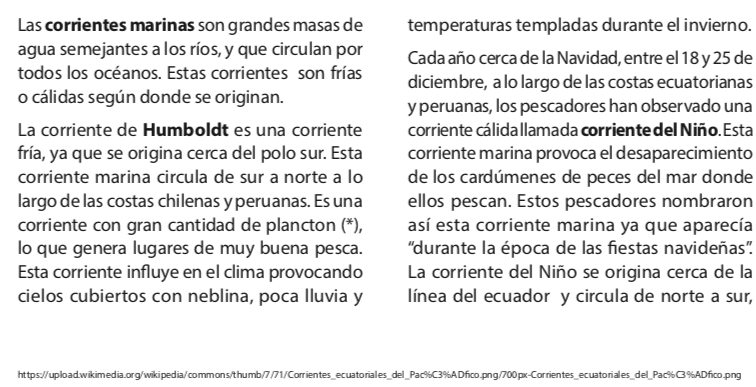 Las corrientes marinas son grandes masas de
agua semejantes a los ríos, y que circulan por
todos los océanos. Estas corrientes son frías
o cálidas según donde se originan.
La corriente de Humboldt es una corriente
fría, ya que se origina cerca del polo sur. Esta
corriente marina circula de sur a norte a lo
largo de las costas chilenas y peruanas. Es una
corriente con gran cantidad de plancton (*),
lo que genera lugares de muy buena pesca.
Esta corriente influye en el clima provocando
cielos cubiertos con neblina, poca lluvia y
temperaturas templadas durante el invierno.
Cada año cerca de la Navidad, entre el 18 y 25 de
diciembre, a lo largo de las costas ecuatorianas
y peruanas, los pescadores han observado una
corriente cálida llamada corriente del Niño. Esta
corriente marina provoca el desaparecimiento
de los cardúmenes de peces del mar donde
ellos pescan. Estos pescadores nombraron
así esta corriente marina ya que aparecía
“durante la época de las fiestas navideñas”.
La corriente del Niño se origina cerca de la
línea del ecuador y circula de norte a sur,
https://upload.wikimedia.org/wikipedia/commons/thumb/7/71/Corrientes_ecuatoriales_del_Pac%C3%ADfico.png/700px-Corrientes_ecuatoriales_del_Pac%C3%ADfico.png